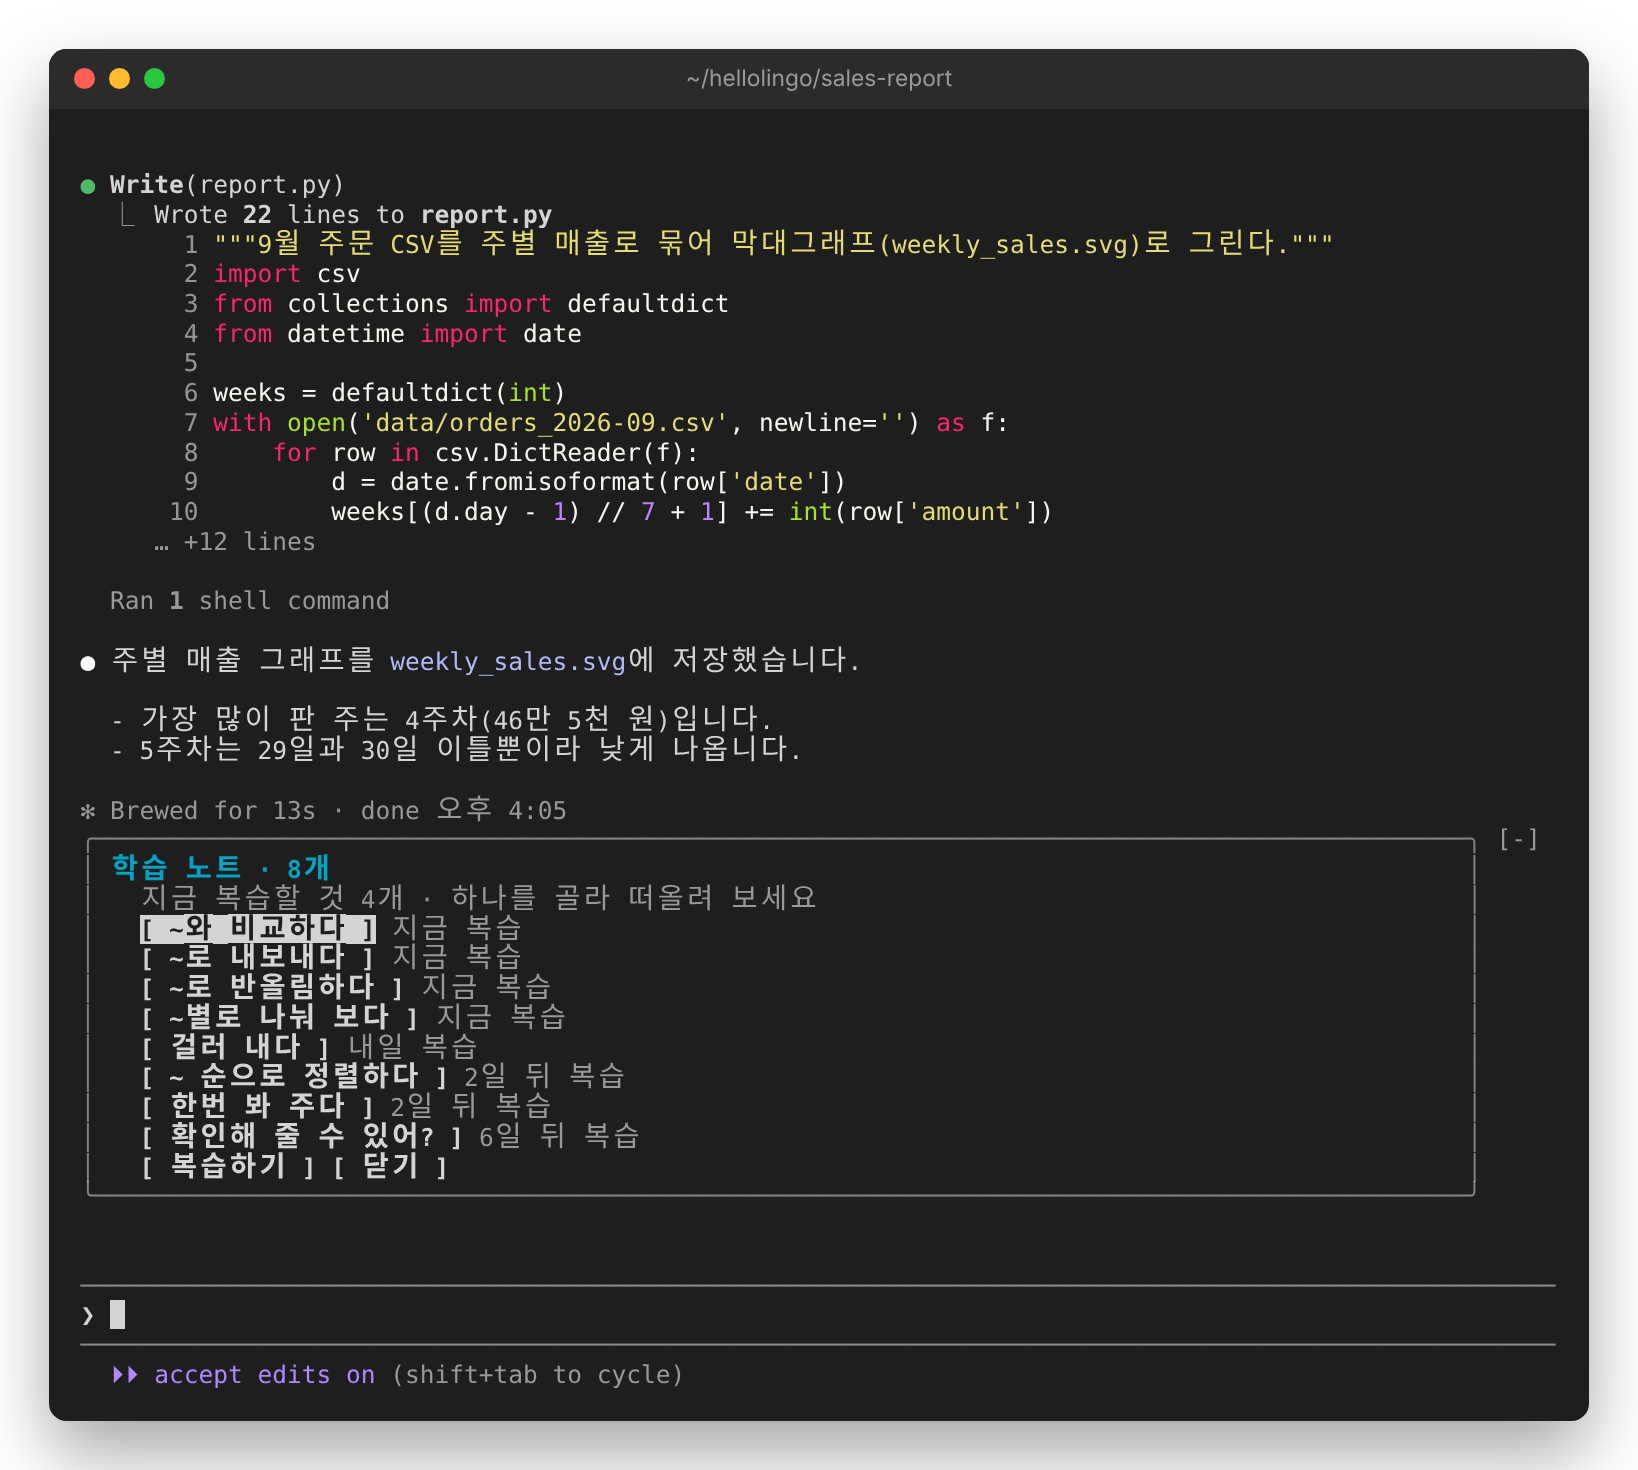 ~/hellolingo/sales-report
● Write(report.py)
⎿ Wrote 22 lines to report.py
1 """9월 주문 CSV를 주별 매출로 묶어 막대그래프(weekly_sales.svg)로 그린다."""
2 import csv
3 from collections import defaultdict
4 from datetime import date
5
6 weeks = defaultdict(int)
7 with open('data/orders_2026-09.csv', newline='') as f:
8     for row in csv.DictReader(f):
9         d = date.fromisoformat(row['date'])
10         weeks[(d.day - 1) // 7 + 1] += int(row['amount'])
… +12 lines
Ran 1 shell command
● 주별 매출 그래프를 weekly_sales.svg에 저장했습니다.
- 가장 많이 판 주는 4주차(46만 5천 원)입니다.
- 5주차는 29일과 30일 이틀뿐이라 낮게 나옵니다.
✻ Brewed for 13s · done 오후 4:05
[-]
학습 노트 · 8개
지금 복습할 것 4개 · 하나를 골라 떠올려 보세요
[ ~와 비교하다 ] 지금 복습
[ ~로 내보내다 ] 지금 복습
[ ~로 반올림하다 ] 지금 복습
[ ~별로 나눠 보다 ] 지금 복습
[ 걸러 내다 ] 내일 복습
[ ~ 순으로 정렬하다 ] 2일 뒤 복습
[ 한번 봐 주다 ] 2일 뒤 복습
[ 확인해 줄 수 있어? ] 6일 뒤 복습
[ 복습하기 ] [ 닫기 ]
❯
⏵⏵ accept edits on (shift+tab to cycle)